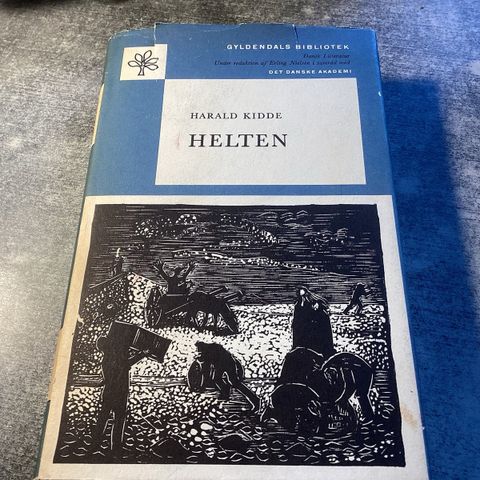 GYLDENDALS BIBLIOTEK
Dansk Litteratur
Under redaktion af Erling Nielsen i samråd med
DET DANSKE AKADEMI
HARALD KIDDE
HELTEN